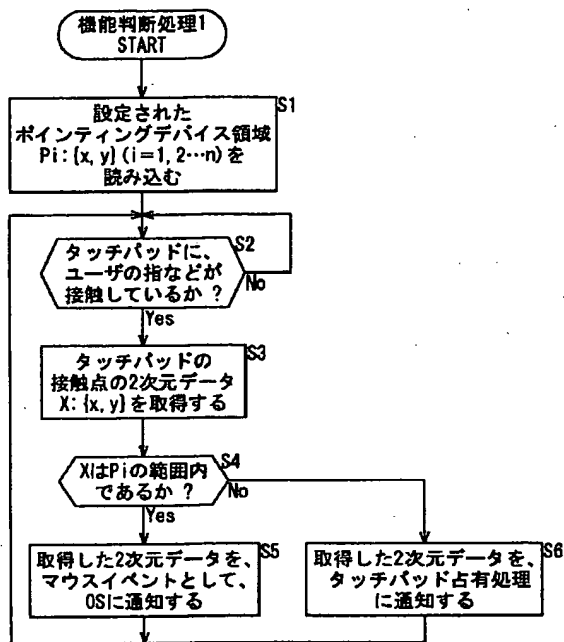 機能判断処理1
START
S1
設定された
ポインティングデバイス領域
Pi:{x,y}(i=1,2…n)を
読み込む
S2
タッチパッドに、
ユーザの指などが
接触しているか ?
No
Yes
S3
タッチパッドの
接触点の2次元データ
X:{x,y}を取得する
S4
XはPiの範囲内
であるか ?
No
Yes
S5
取得した2次元データを、
マウスイベントとして、
OSに通知する
S6
取得した2次元データを、
タッチパッド占有処理
に通知する